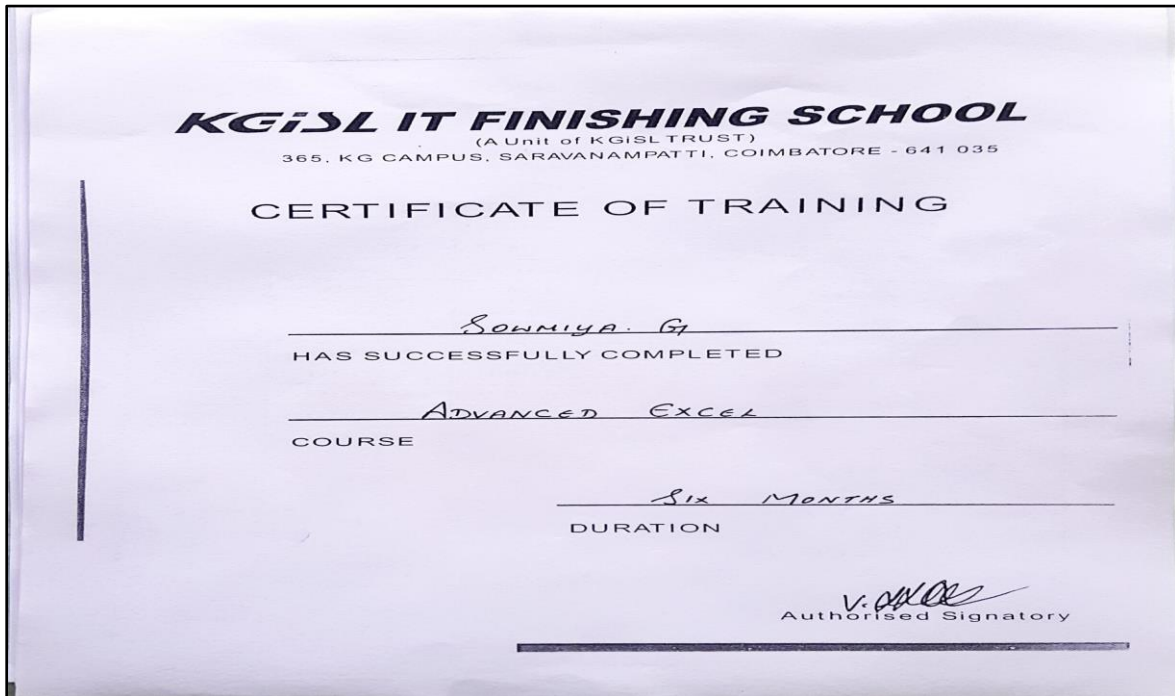 KGiSL IT FINISHING SCHOOL
(A Unit of KGiSL TRUST)
365, KG CAMPUS, SARAVANAMPATTI, COIMBATORE - 641 035
CERTIFICATE OF TRAINING
SOWMIYA. G
HAS SUCCESSFULLY COMPLETED
ADVANCED EXCEL
COURSE
SIX MONTHS
DURATION
Authorised Signatory